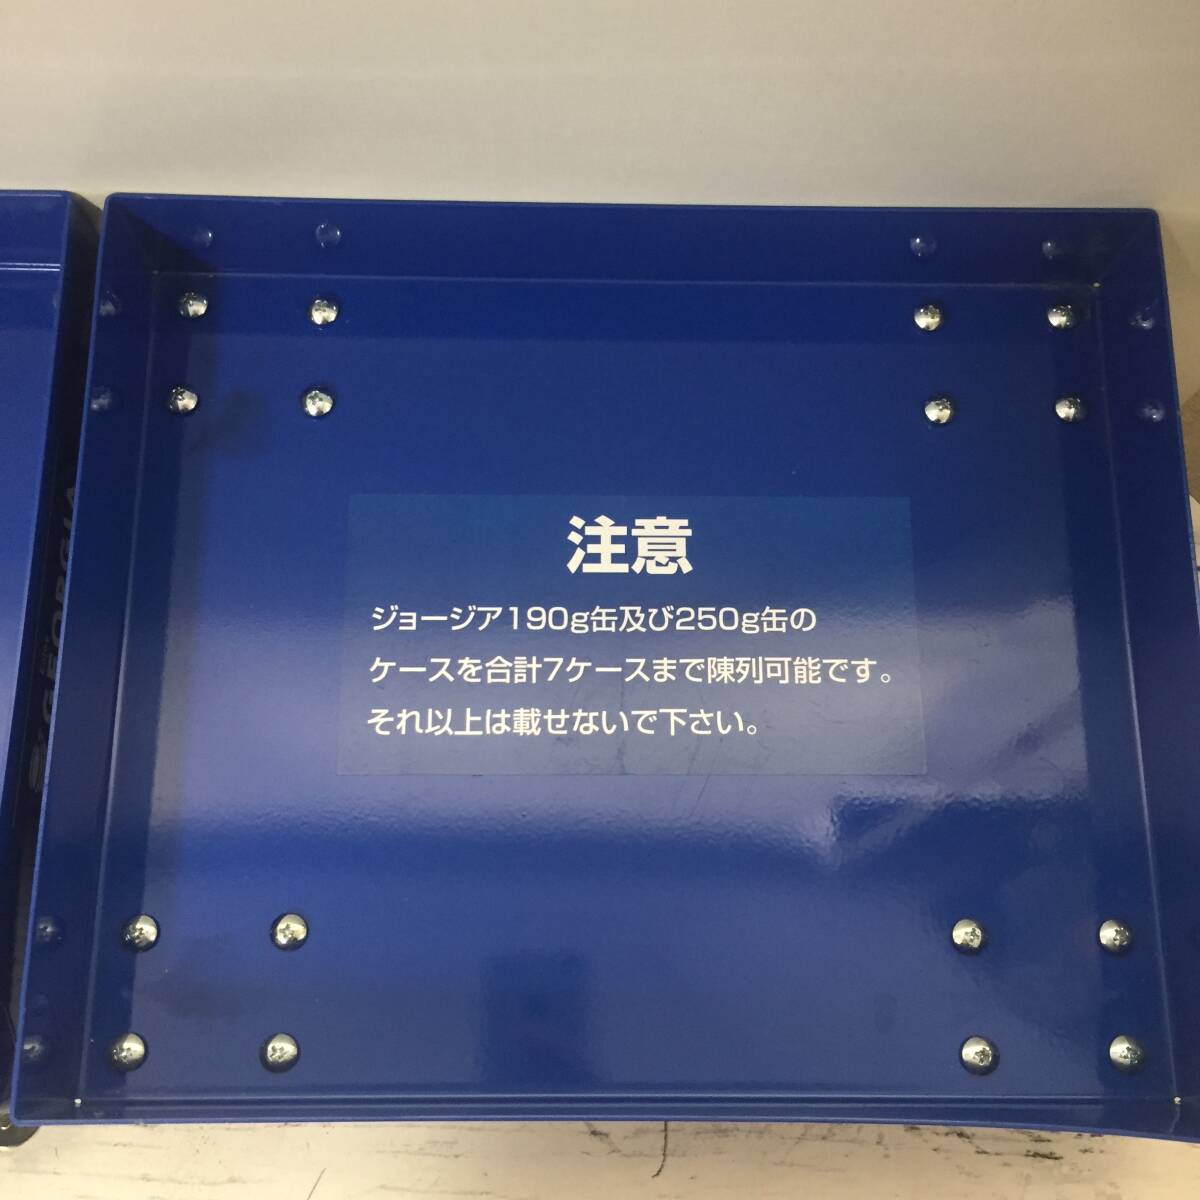 注意
ジョージア190g缶及び250g缶の
ケースを合計7ケースまで陳列可能です。
それ以上は載せないで下さい。
GEORGIA